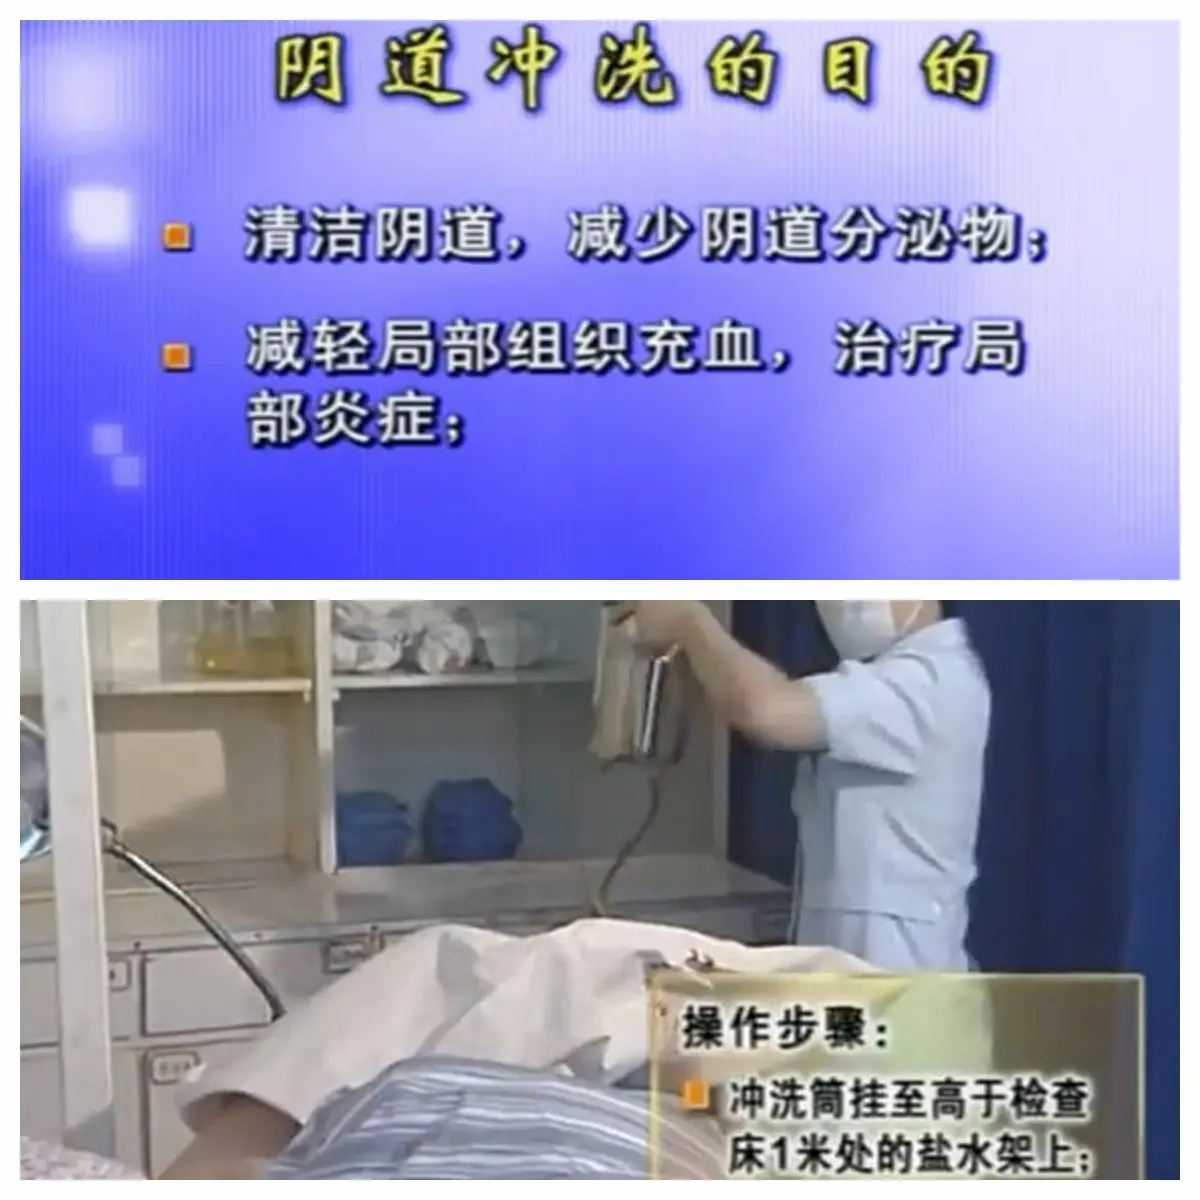 阴道冲洗的目的
清洁阴道，减少阴道分泌物；
减轻局部组织充血，治疗局
部炎症；
操作步骤：
冲洗筒挂至高于检查
床1米处的盐水架上；